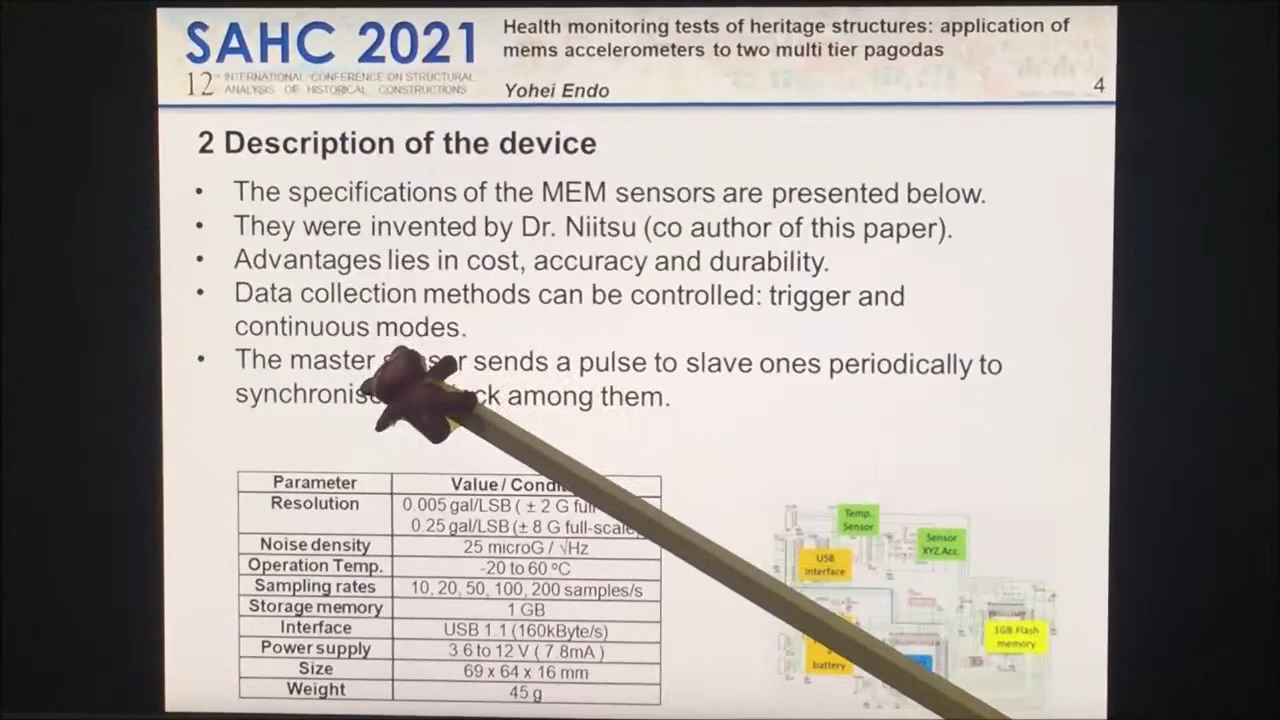 SAHC 2021
12TH INTERNATIONAL CONFERENCE ON STRUCTURAL
ANALYSIS OF HISTORICAL CONSTRUCTIONS
Health monitoring tests of heritage structures: application of
mems accelerometers to two multi tier pagodas
Yohei Endo
4
2 Description of the device
• The specifications of the MEM sensors are presented below.
• They were invented by Dr. Niitsu (co author of this paper).
• Advantages lies in cost, accuracy and durability.
• Data collection methods can be controlled: trigger and
continuous modes.
• The master sends a pulse to slave ones periodically to
among them.
Parameter Value / 
Resolution 0.005 gal/LSB ( ± 2 G
0.25 gal/LSB (± 8 G full-scale
Noise density 25 microG / √Hz
Operation Temp. -20 to 60 ºC
Sampling rates 10, 20, 50, 100, 200 samples/s
Storage memory 1 GB
Interface USB 1.1 (160kByte/s)
Power supply 3.6 to 12 V ( 7.8mA )
Size 69 x 64 x 16 mm
Weight 45 g
Temp.
Sensor
Sensor
XYZ Acc.
USB
interface
1GB Flash
memory
battery